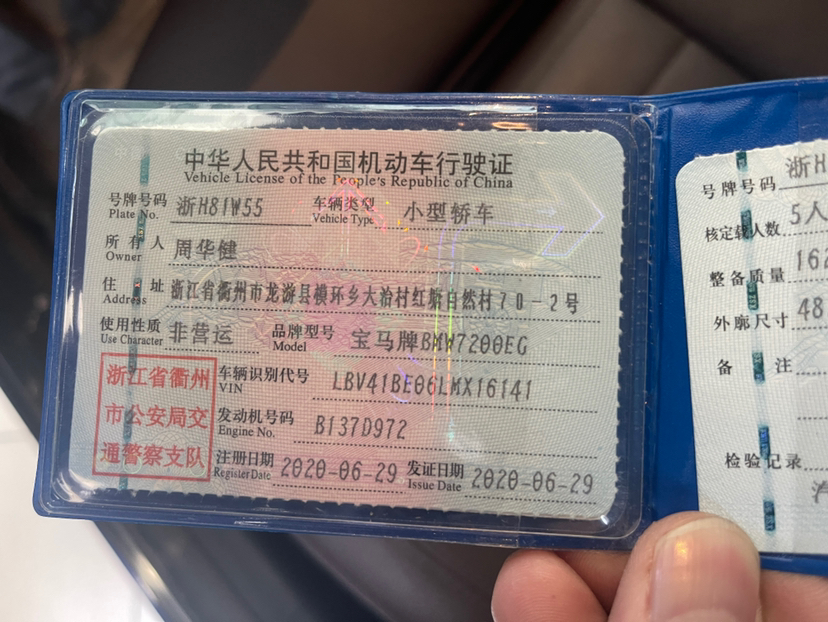 中华人民共和国机动车行驶证
Vehicle License of the People's Republic of China
号牌号码 浙H81W55 车辆类型 小型轿车
Plate No. Vehicle Type
所有人 周华健
Owner
住址 浙江省衢州市龙游县模环乡大冶村红塘自然村70-2号
Address
使用性质 非营运 品牌型号 宝马牌BMW7200EG
Use Character Model
浙江省衢州
市公安局交
通警察支队
车辆识别代号 LBV41BE06LMX16141
VIN
发动机号码 B137D972
Engine No.
注册日期 2020-06-29 发证日期 2020-06-29
Register Date Issue Date
号牌号码 浙H
核定载人数 5人
整备质量 162
外廓尺寸 48
备注
检验记录